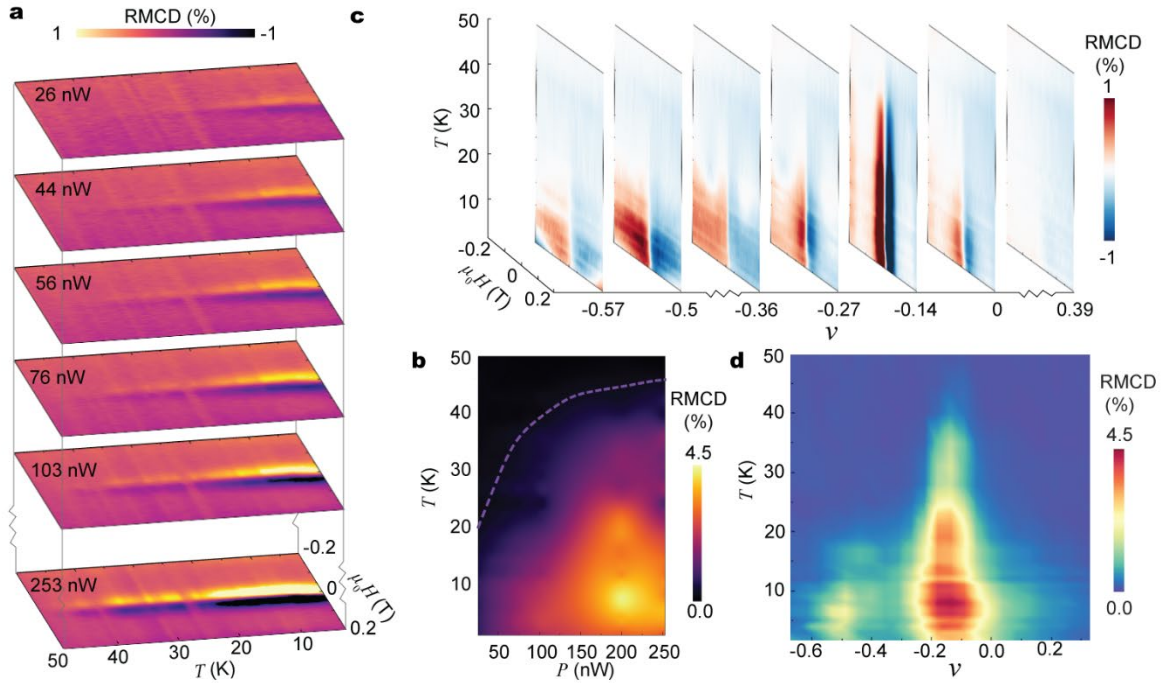 a
RMCD (%)
1 -1
26 nW
44 nW
56 nW
76 nW
103 nW
253 nW
-0.2
0
0.2
μ₀H (T)
50 40 30 20 10
T (K)
c
50
40
30
20
10
T (K)
-0.2
0
0.2
μ₀H (T)
-0.57 -0.5 -0.36 -0.27 -0.14 0 0.39
ν
RMCD
(%)
1
-1
b
50
40
30
20
10
T (K)
50 100 150 200 250
P (nW)
RMCD
(%)
4.5
0.0
d
50
40
30
20
10
T (K)
-0.6 -0.4 -0.2 0.0 0.2
ν
RMCD
(%)
4.5
0.0